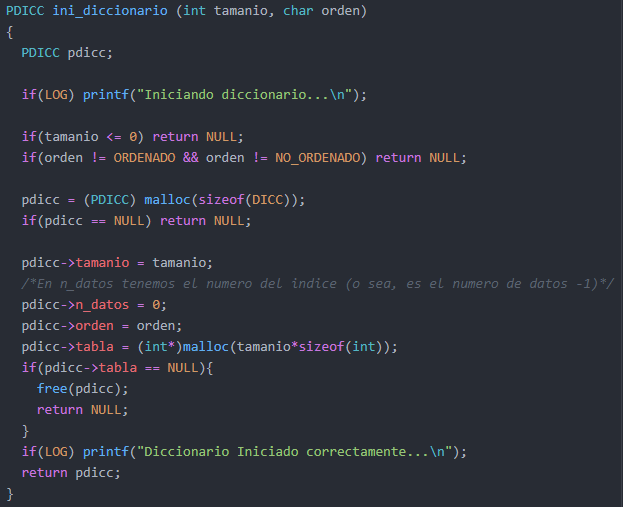 PDICC ini_diccionario (int tamanio, char orden)
{
  PDICC pdicc;
  if(LOG) printf("Iniciando diccionario...\n");
  if(tamanio <= 0) return NULL;
  if(orden != ORDENADO && orden != NO_ORDENADO) return NULL;
  pdicc = (PDICC) malloc(sizeof(DICC));
  if(pdicc == NULL) return NULL;
  pdicc->tamanio = tamanio;
  /*En n_datos tenemos el numero del indice (o sea, es el numero de datos -1)*/
  pdicc->n_datos = 0;
  pdicc->orden = orden;
  pdicc->tabla = (int*)malloc(tamanio*sizeof(int));
  if(pdicc->tabla == NULL){
    free(pdicc);
    return NULL;
  }
  if(LOG) printf("Diccionario Iniciado correctamente...\n");
  return pdicc;
}